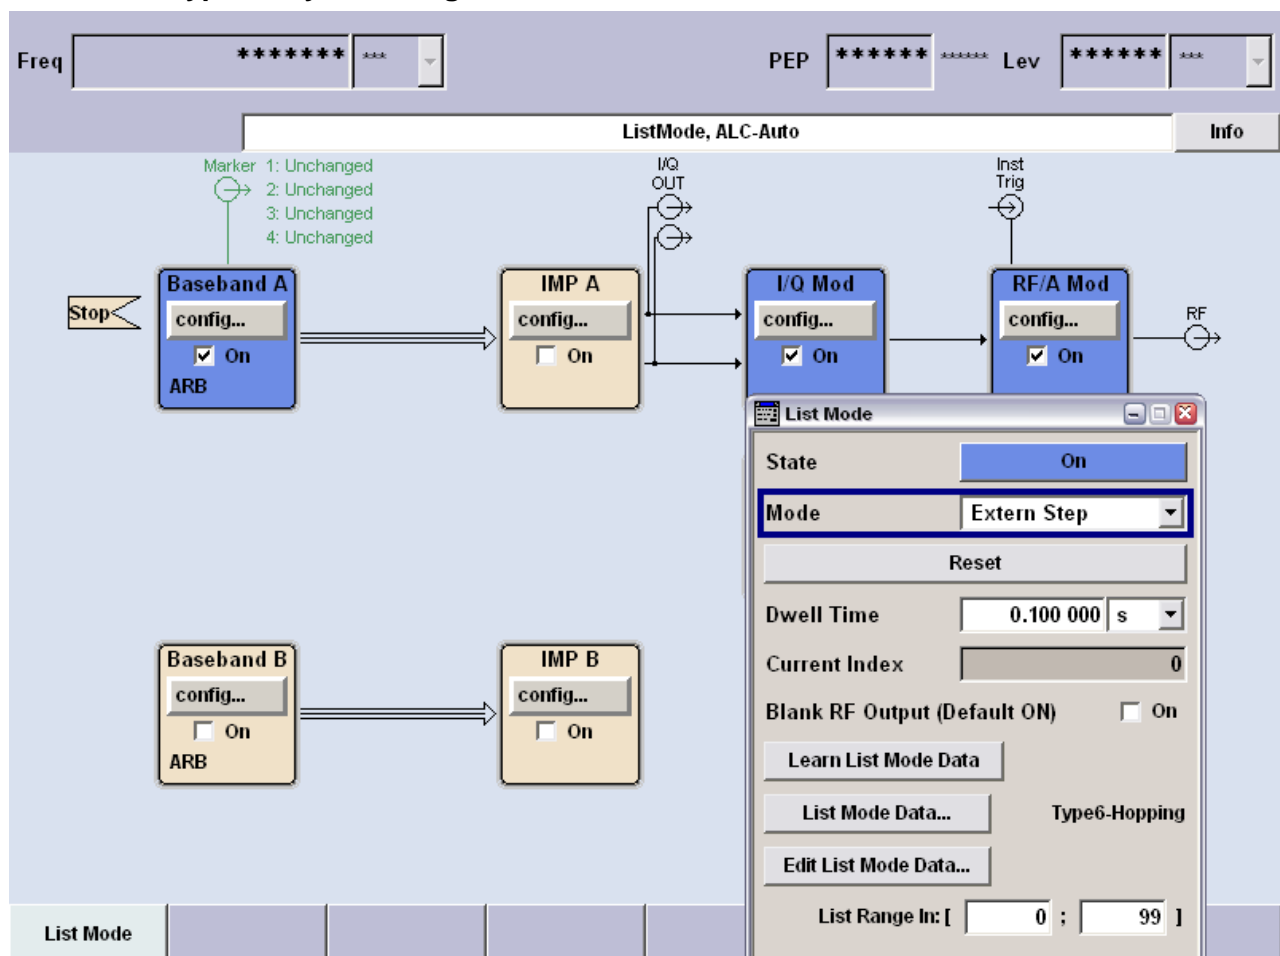 Freq ******* *** PEP ****** ****** Lev ****** ***
ListMode, ALC-Auto Info
Marker 1: Unchanged
2: Unchanged
3: Unchanged
4: Unchanged
I/Q
OUT
Inst
Trig
Stop
Baseband A
config...
On
ARB
IMP A
config...
On
I/Q Mod
config...
On
RF/A Mod
config...
On
RF
Baseband B
config...
On
ARB
IMP B
config...
On
List Mode
State On
Mode Extern Step
Reset
Dwell Time 0.100 000 s
Current Index 0
Blank RF Output (Default ON) On
Learn List Mode Data
List Mode Data... Type6-Hopping
Edit List Mode Data...
List Range In: [ 0 ; 99 ]
List Mode